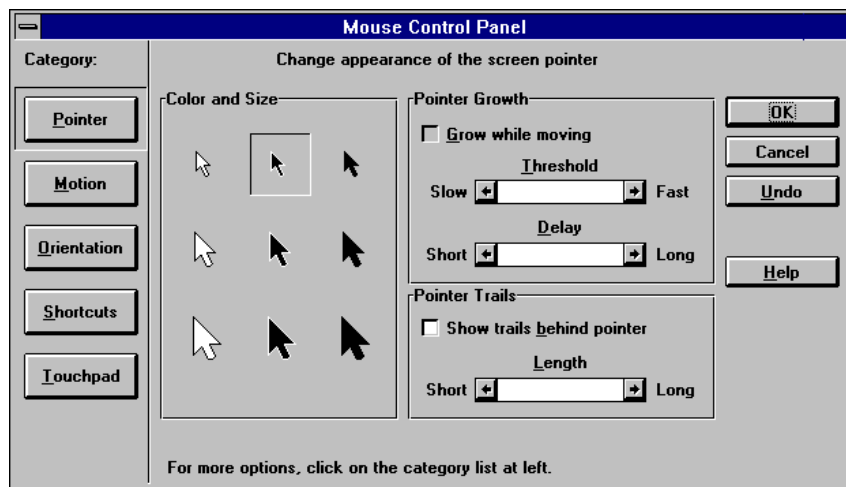 Mouse Control Panel
Category:
Change appearance of the screen pointer
Pointer
Motion
Orientation
Shortcuts
Touchpad
Color and Size
Pointer Growth
Grow while moving
Threshold
Slow Fast
Delay
Short Long
Pointer Trails
Show trails behind pointer
Length
Short Long
OK
Cancel
Undo
Help
For more options, click on the category list at left.